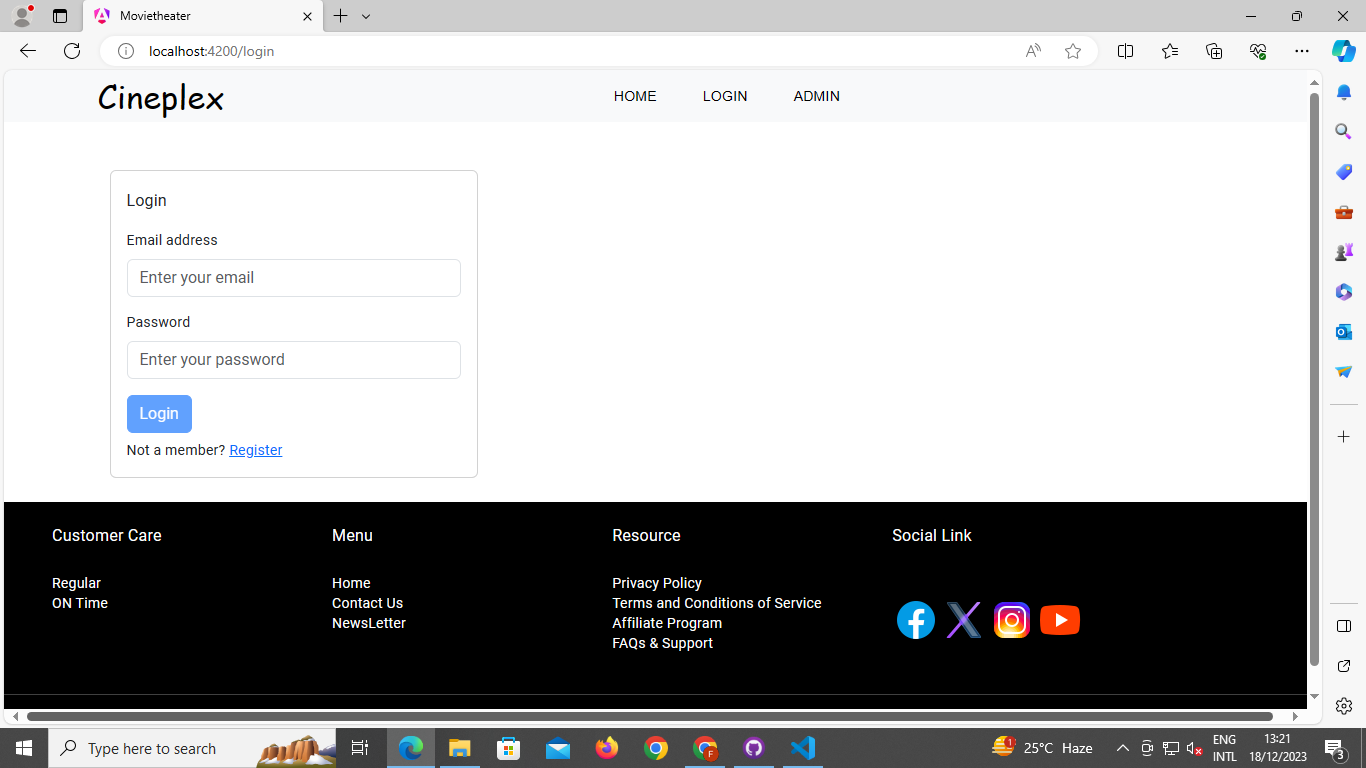 Movietheater
localhost:4200/login
Cineplex
HOME LOGIN ADMIN
Login
Email address
Enter your email
Password
Enter your password
Login
Not a member? Register
Customer Care
Regular
ON Time
Menu
Home
Contact Us
NewsLetter
Resource
Privacy Policy
Terms and Conditions of Service
Affiliate Program
FAQs & Support
Social Link
Type here to search
F
1
25°C Haze
ENG
INTL
13:21
18/12/2023
3